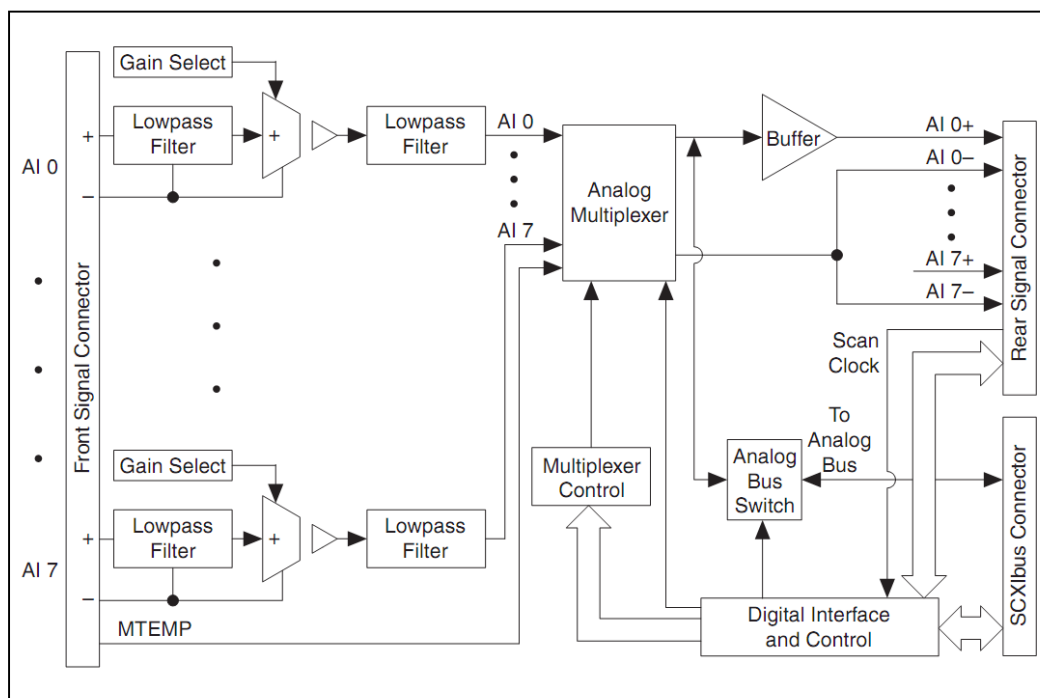 Gain Select
Lowpass
Filter
+
+
−
AI 0
Lowpass
Filter
AI 0
AI 7
Analog
Multiplexer
Buffer
AI 0+
AI 0−
AI 7+
AI 7−
Rear Signal Connector
Front Signal Connector
Scan
Clock
To
Analog
Bus
Gain Select
Lowpass
Filter
+
+
−
AI 7
Lowpass
Filter
MTEMP
Multiplexer
Control
Analog
Bus
Switch
Digital Interface
and Control
SCXIbus Connector